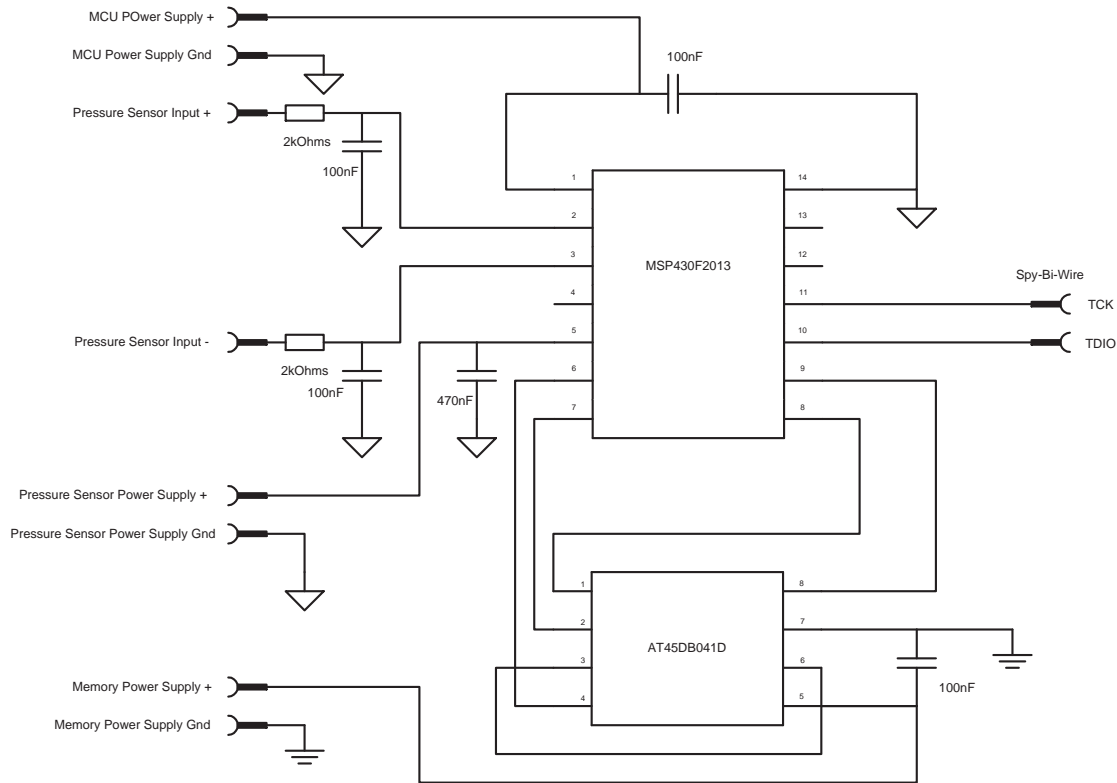 MCU POwer Supply +
MCU Power Supply Gnd
100nF
Pressure Sensor Input +
2kOhms
100nF
1
14
2
13
MSP430F2013
3
12
Spy-Bi-Wire
4
11
TCK
Pressure Sensor Input -
5
10
TDIO
2kOhms
100nF
6
9
470nF
7
8
Pressure Sensor Power Supply +
Pressure Sensor Power Supply Gnd
1
8
2
7
AT45DB041D
3
6
Memory Power Supply +
100nF
4
5
Memory Power Supply Gnd